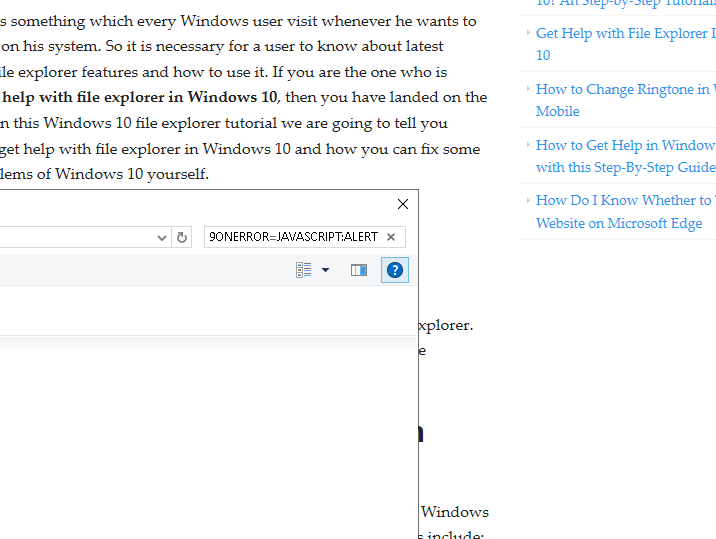 s something which every Windows user visit whenever he wants to
on his system. So it is necessary for a user to know about latest
ile explorer features and how to use it. If you are the one who is
help with file explorer in Windows 10, then you have landed on the
n this Windows 10 file explorer tutorial we are going to tell you
get help with file explorer in Windows 10 and how you can fix some
lems of Windows 10 yourself.
9ONERROR=JAVASCRIPT:ALERT
xplorer.
e
n
Windows
s include:
10? An Step-by-Step Tutorials
Get Help with File Explorer I
10
How to Change Ringtone in W
Mobile
How to Get Help in Window
with this Step-By-Step Guide
How Do I Know Whether to
Website on Microsoft Edge